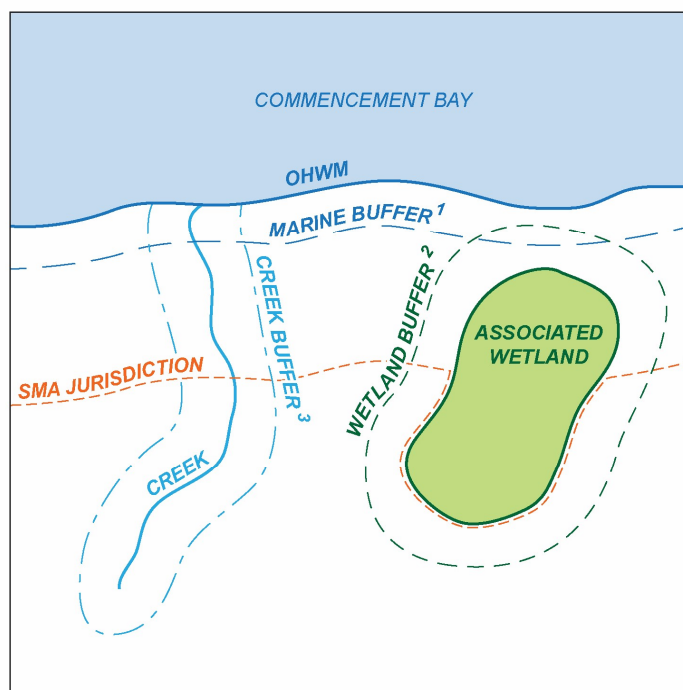 COMMENCEMENT BAY
OHWM
MARINE BUFFER 1
CREEK BUFFER 3
WETLAND BUFFER 2
ASSOCIATED
WETLAND
SMA JURISDICTION
CREEK